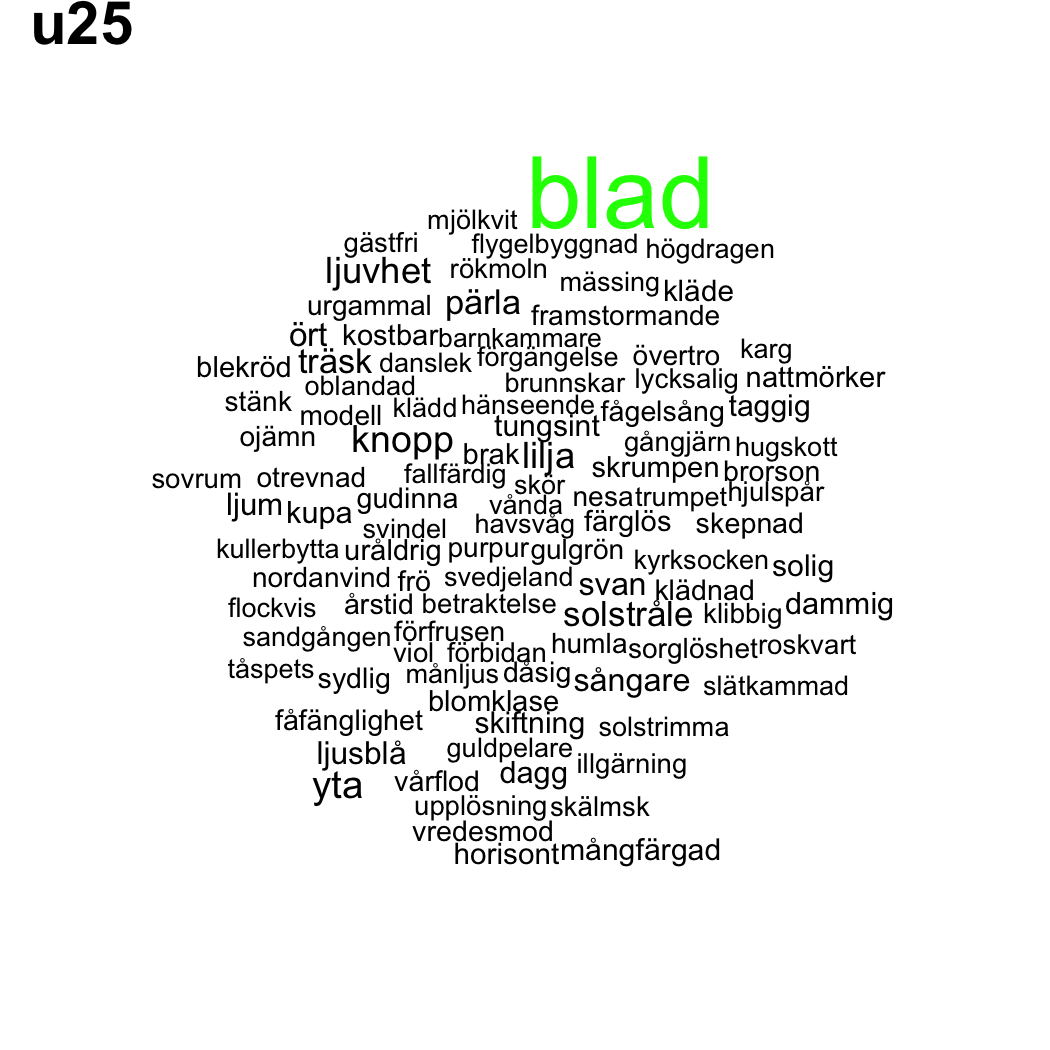 u25
blad
mjölkvit
gästfri flygelbyggnad högdragen
ljuvhet rökmoln mässing kläde
urgammal pärla framstormande
ört kostbar barnkammare
blekröd träsk danslek förgängelse övertro karg
oblandad brunnskar lycksalig nattmörker
stänk modell klädd hänseende fågelsång taggig
ojämn knopp tungsint gångjärn hugskott
brak lilja skrumpen brorson
sovrum otrevnad fallfärdig skör nesa trumpet hjulspår
ljum kupa gudinna vånda
svindel havsvåg färglös skepnad
kullerbytta uråldrig purpur gulgrön kyrksocken solig
nordanvind frö svedjeland svan klädnad
flockvis årstid betraktelse solstråle klibbig dammig
sandgången förfrusen humla sorglöshet roskvart
viol förbidan
tåspets sydlig månljus dåsig sångare slätkammad
blomklase
fåfänglighet skiftning solstrimma
ljusblå guldpelare illgärning
yta vårflod dagg
upplösning skälmsk
vredesmod
horisont mångfärgad